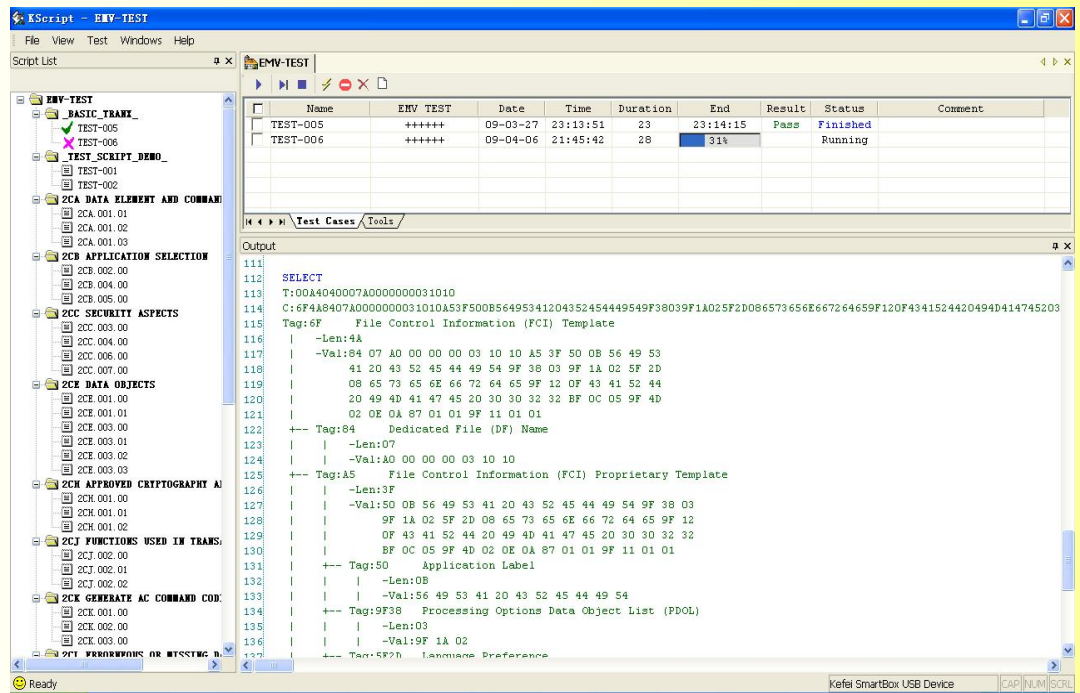 KScript - EMV-TEST
File View Test Windows Help
Script List
EMV-TEST
EMV-TEST
_BASIC_TRANX_
TEST-005
TEST-006
_TEST_SCRIPT_DEMO_
TEST-001
TEST-002
2CA DATA ELEMENT AND COMMAN
2CA.001.01
2CA.001.02
2CA.001.03
2CB APPLICATION SELECTION
2CB.002.00
2CB.004.00
2CB.005.00
2CC SECURITY ASPECTS
2CC.003.00
2CC.004.00
2CC.006.00
2CC.007.00
2CE DATA OBJECTS
2CE.001.00
2CE.001.01
2CE.003.00
2CE.003.01
2CE.003.02
2CE.003.03
2CH APPROVED CRYPTOGRAPHY A
2CH.001.00
2CH.001.01
2CH.001.02
2CJ FUNCTIONS USED IN TRANS
2CJ.002.00
2CJ.002.01
2CJ.002.02
2CK GENERATE AC COMMAND COD
2CK.001.00
2CK.002.00
2CK.003.00
2CL ERRORNEOUS OR MISSING D
Name EMV TEST Date Time Duration End Result Status Comment
TEST-005 ++++++ 09-03-27 23:13:51 23 23:14:15 Pass Finished
TEST-006 ++++++ 09-04-06 21:45:42 28 31% Running
Test Cases Tools
Output
111
112 SELECT
113 T:00A4040007A0000000031010
114 C:6F4A8407A0000000031010A53F500B56495341204352454449549F38039F1A025F2D086573656E667264659F120F4341524420494D414745203
115 Tag:6F File Control Information (FCI) Template
116 | -Len:4A
117 | -Val:84 07 A0 00 00 00 03 10 10 A5 3F 50 0B 56 49 53
118 | 41 20 43 52 45 44 49 54 9F 38 03 9F 1A 02 5F 2D
119 | 08 65 73 65 6E 66 72 64 65 9F 12 0F 43 41 52 44
120 | 20 49 4D 41 47 45 20 30 30 32 32 BF 0C 05 9F 4D
121 | 02 0E 0A 87 01 01 9F 11 01 01
122 +-- Tag:84 Dedicated File (DF) Name
123 | | -Len:07
124 | | -Val:A0 00 00 00 03 10 10
125 +-- Tag:A5 File Control Information (FCI) Proprietary Template
126 | | -Len:3F
127 | | -Val:50 0B 56 49 53 41 20 43 52 45 44 49 54 9F 38 03
128 | | 9F 1A 02 5F 2D 08 65 73 65 6E 66 72 64 65 9F 12
129 | | 0F 43 41 52 44 20 49 4D 41 47 45 20 30 30 32 32
130 | | BF 0C 05 9F 4D 02 0E 0A 87 01 01 9F 11 01 01
131 | +-- Tag:50 Application Label
132 | | | -Len:0B
133 | | | -Val:56 49 53 41 20 43 52 45 44 49 54
134 | +-- Tag:9F38 Processing Options Data Object List (PDOL)
135 | | | -Len:03
136 | | | -Val:9F 1A 02
137 | +-- Tag:5F2D Language Preference
Ready
Kefei SmartBox USB Device CAP NUM SCRL